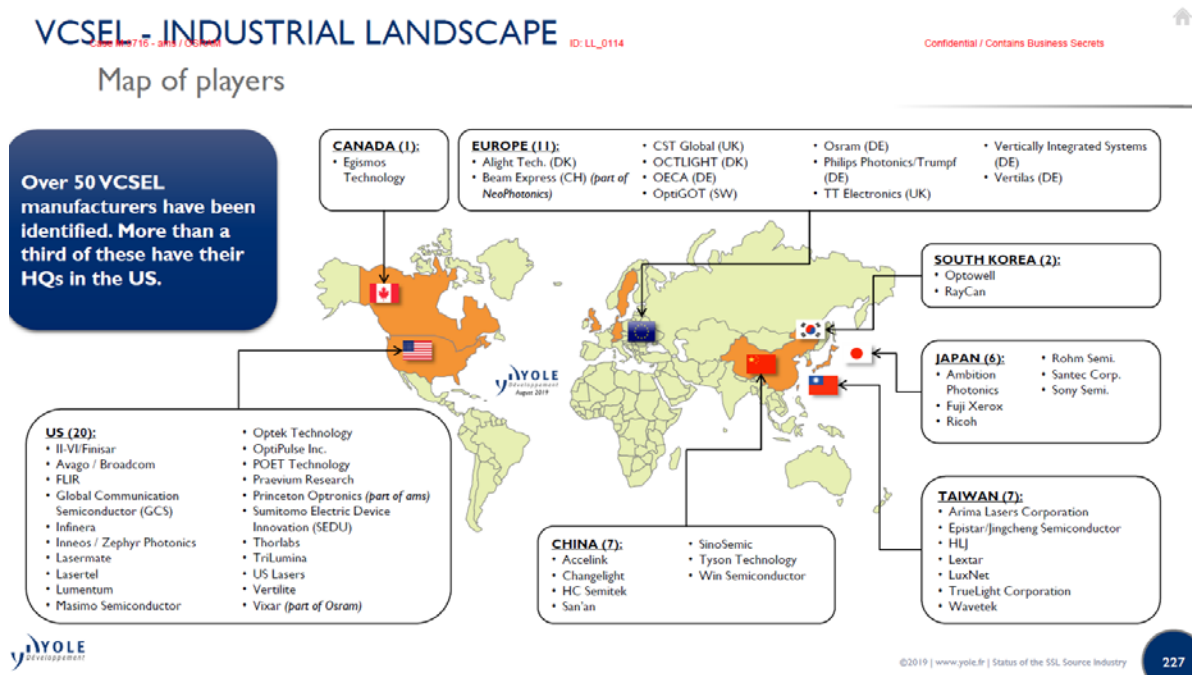 VCSEL - INDUSTRIAL LANDSCAPE
Case M.9716 - ams / OSRAM
ID: LL_0114
Confidential / Contains Business Secrets
Map of players
Over 50 VCSEL
manufacturers have been
identified. More than a
third of these have their
HQs in the US.
CANADA (1):
• Egismos
Technology
EUROPE (11):
• Alight Tech. (DK)
• Beam Express (CH) (part of
NeoPhotonics)
• CST Global (UK)
• OCTLIGHT (DK)
• OECA (DE)
• OptiGOT (SW)
• Osram (DE)
• Philips Photonics/Trumpf
(DE)
• TT Electronics (UK)
• Vertically Integrated Systems
(DE)
• Vertilas (DE)
SOUTH KOREA (2):
• Optowell
• RayCan
JAPAN (6):
• Ambition
Photonics
• Fuji Xerox
• Ricoh
• Rohm Semi.
• Santec Corp.
• Sony Semi.
YOLE
Développement
August 2019
US (20):
• II-VI/Finisar
• Avago / Broadcom
• FLIR
• Global Communication
Semiconductor (GCS)
• Infinera
• Inneos / Zephyr Photonics
• Lasermate
• Lasertel
• Lumentum
• Masimo Semiconductor
• Optek Technology
• OptiPulse Inc.
• POET Technology
• Praevium Research
• Princeton Optronics (part of ams)
• Sumitomo Electric Device
Innovation (SEDU)
• Thorlabs
• TriLumina
• US Lasers
• Vertilite
• Vixar (part of Osram)
CHINA (7):
• Accelink
• Changelight
• HC Semitek
• San'an
• SinoSemic
• Tyson Technology
• Win Semiconductor
TAIWAN (7):
• Arima Lasers Corporation
• Epistar/Jingcheng Semiconductor
• HLJ
• Lextar
• LuxNet
• TrueLight Corporation
• Wavetek
YOLE
Développement
©2019 | www.yole.fr | Status of the SSL Source Industry
227